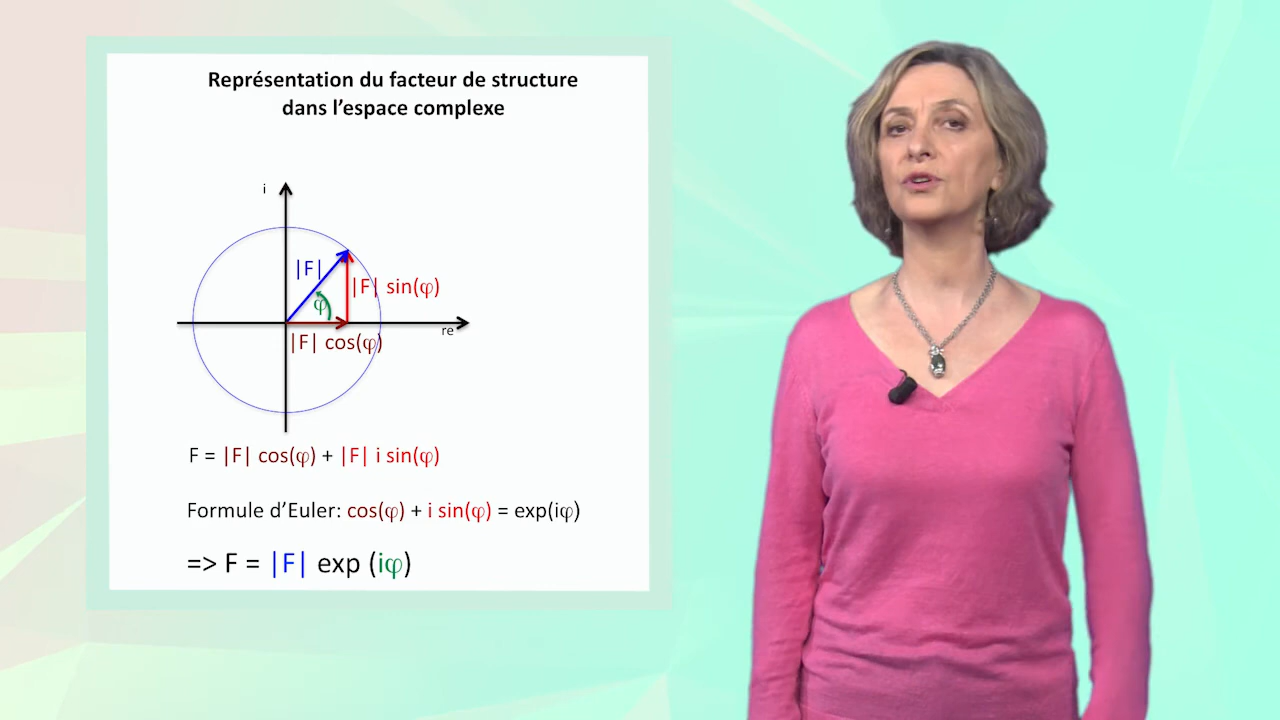 Représentation du facteur de structure
dans l’espace complexe
i
|F|
|F| sin(φ)
φ
re
|F| cos(φ)
F = |F| cos(φ) + |F| i sin(φ)
Formule d’Euler: cos(φ) + i sin(φ) = exp(iφ)
=> F = |F| exp (iφ)